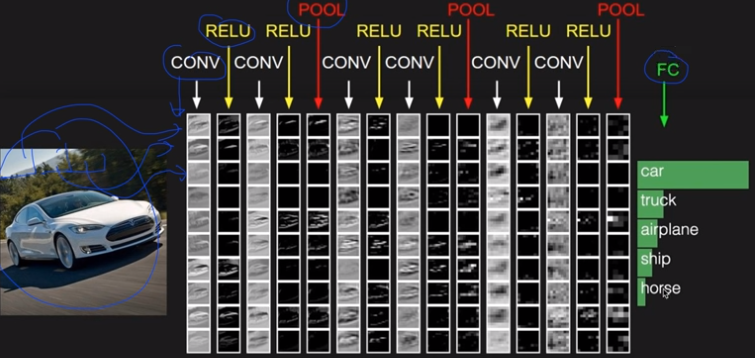 POOL POOL POOL
RELU RELU RELU RELU RELU RELU
CONV CONV CONV CONV CONV CONV
FC
car
truck
airplane
ship
horse